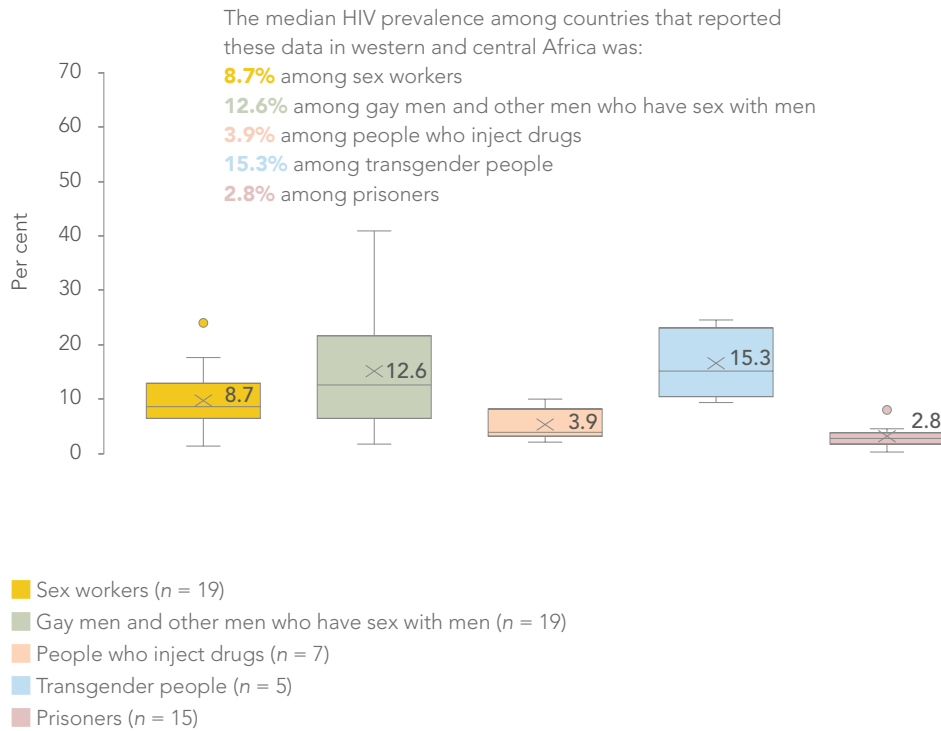 The median HIV prevalence among countries that reported
these data in western and central Africa was:
8.7% among sex workers
12.6% among gay men and other men who have sex with men
3.9% among people who inject drugs
15.3% among transgender people
2.8% among prisoners
Per cent
70
60
50
40
30
20
10
0
8.7
12.6
3.9
15.3
2.8
Sex workers (n = 19)
Gay men and other men who have sex with men (n = 19)
People who inject drugs (n = 7)
Transgender people (n = 5)
Prisoners (n = 15)